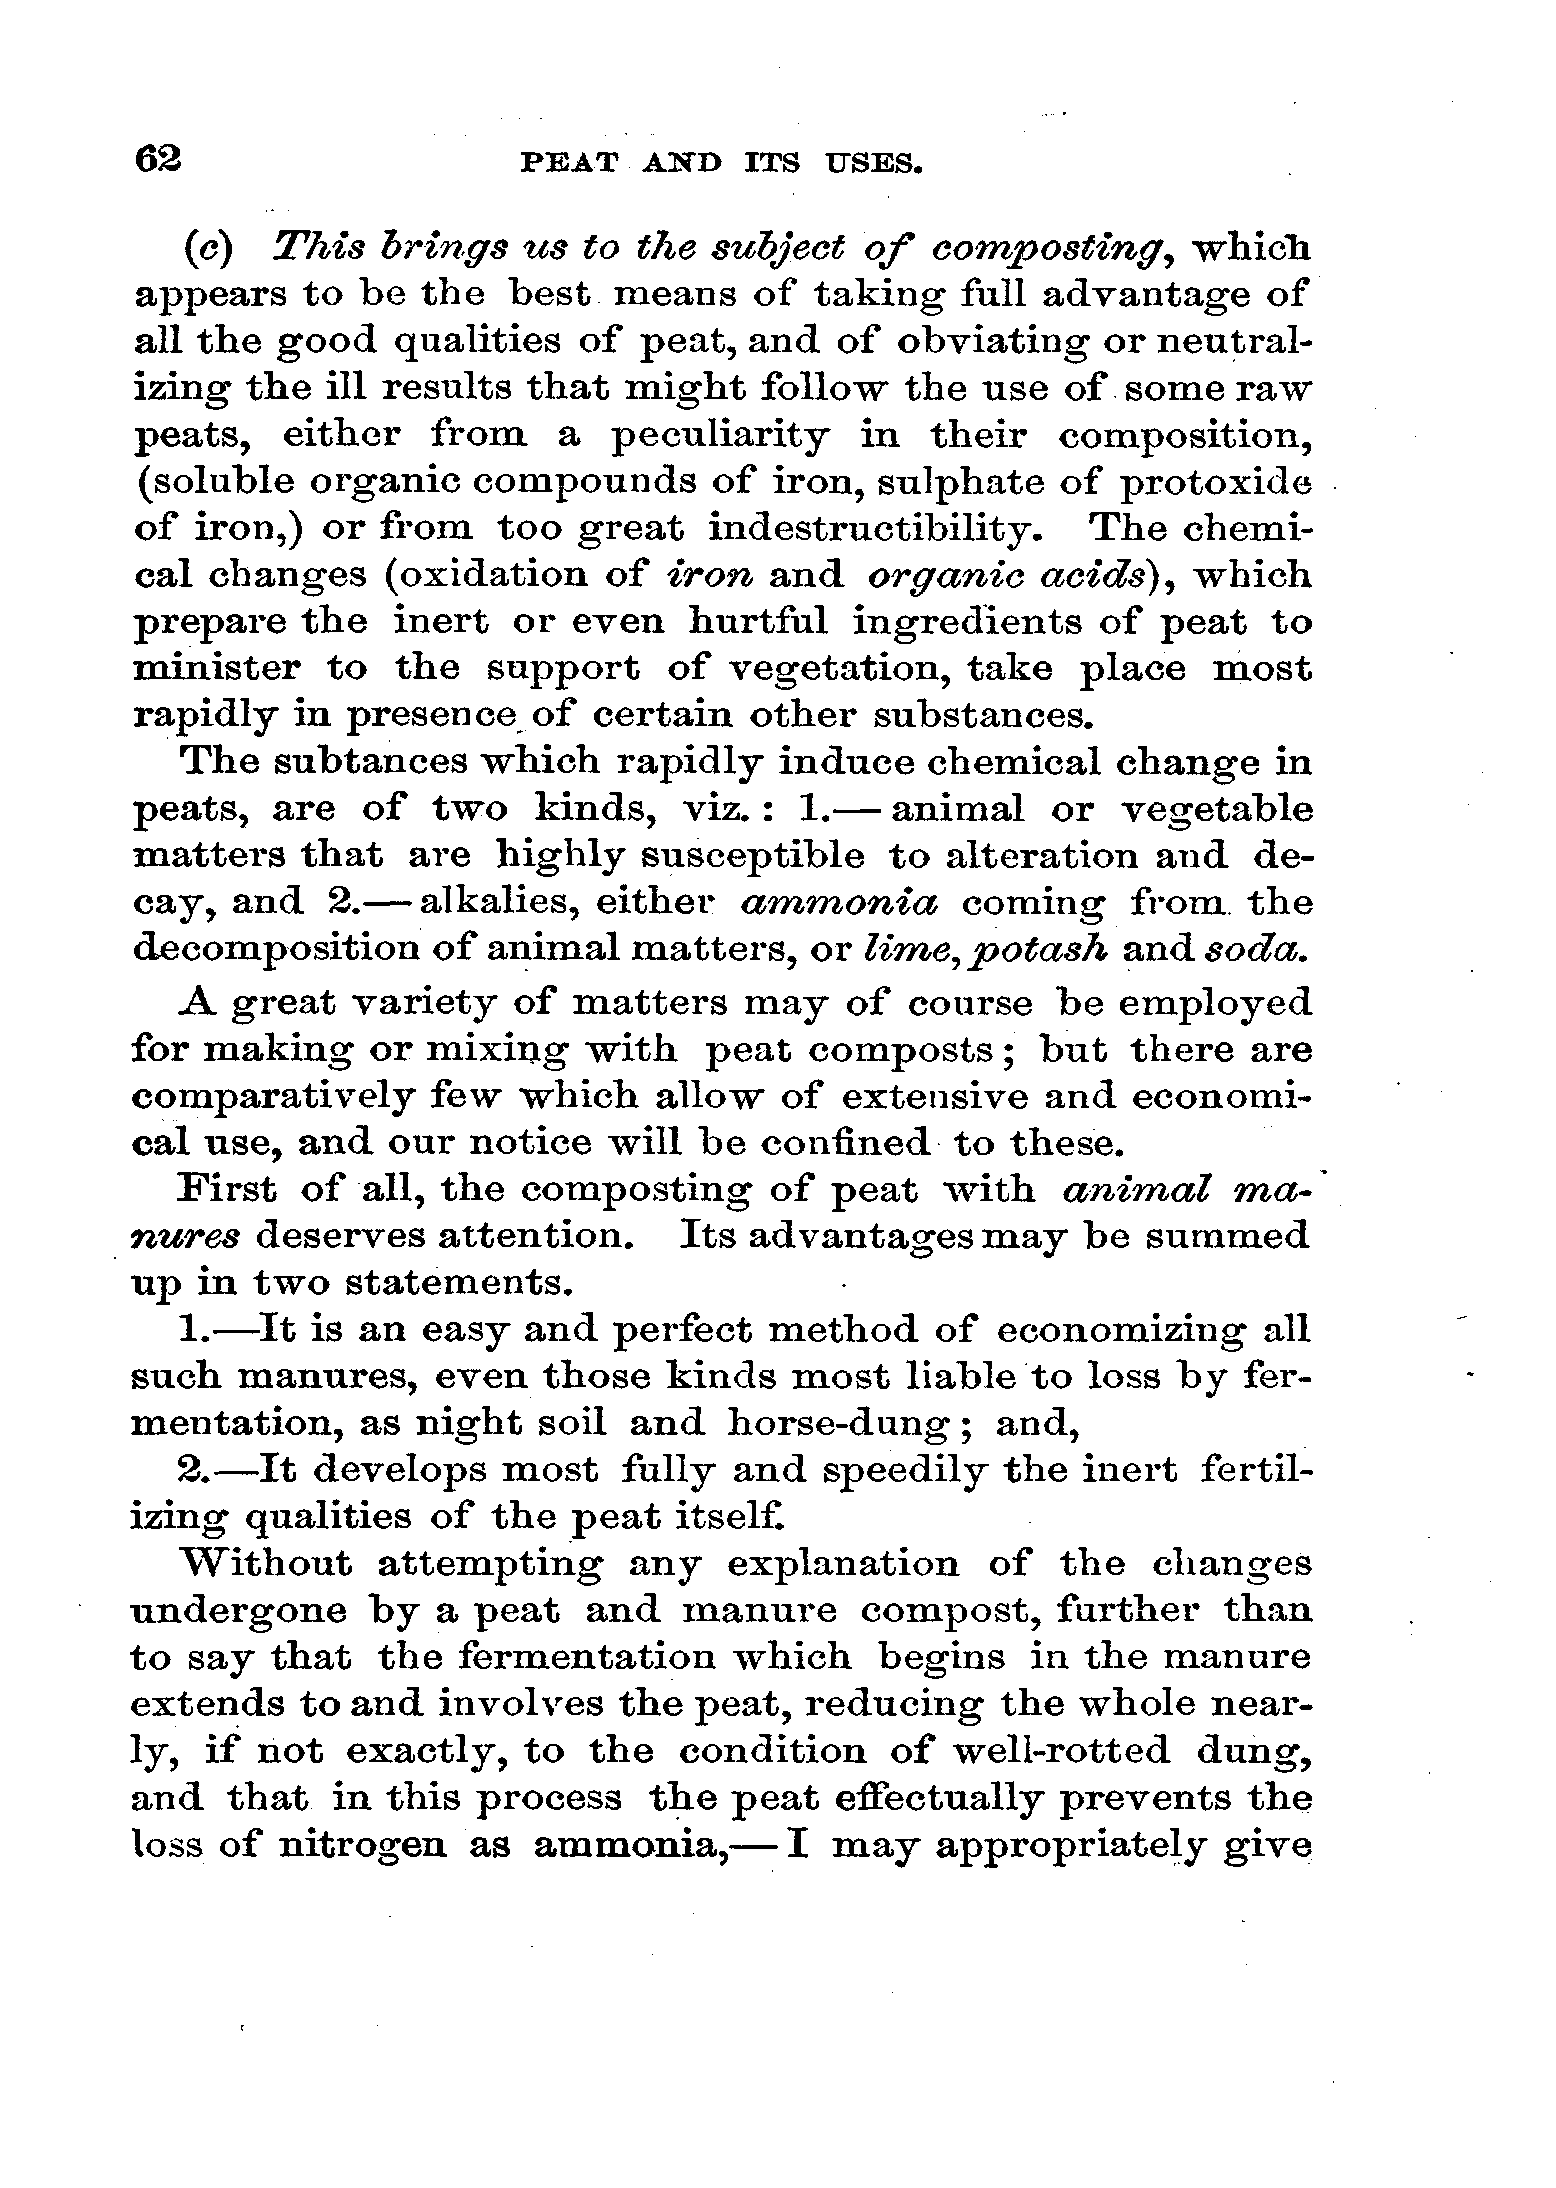 62 PEAT AND ITS USES.
(c) This brings us to the subject of composting, which
appears to be the best means of taking full advantage of
all the good qualities of peat, and of obviating or neutral-
izing the ill results that might follow the use of some raw
peats, either from a peculiarity in their composition,
(soluble organic compounds of iron, sulphate of protoxide
of iron,) or from too great indestructibility. The chemi-
cal changes (oxidation of iron and organic acids), which
prepare the inert or even hurtful ingredients of peat to
minister to the support of vegetation, take place most
rapidly in presence of certain other substances.
The subtances which rapidly induce chemical change in
peats, are of two kinds, viz. : 1.— animal or vegetable
matters that are highly susceptible to alteration and de-
cay, and 2.— alkalies, either ammonia coming from the
decomposition of animal matters, or lime, potash and soda.
A great variety of matters may of course be employed
for making or mixing with peat composts ; but there are
comparatively few which allow of extensive and economi-
cal use, and our notice will be confined to these.
First of all, the composting of peat with animal ma-
nures deserves attention. Its advantages may be summed
up in two statements.
1.—It is an easy and perfect method of economizing all
such manures, even those kinds most liable to loss by fer-
mentation, as night soil and horse-dung ; and,
2.—It develops most fully and speedily the inert fertil-
izing qualities of the peat itself.
Without attempting any explanation of the changes
undergone by a peat and manure compost, further than
to say that the fermentation which begins in the manure
extends to and involves the peat, reducing the whole near-
ly, if not exactly, to the condition of well-rotted dung,
and that in this process the peat effectually prevents the
loss of nitrogen as ammonia,— I may appropriately give